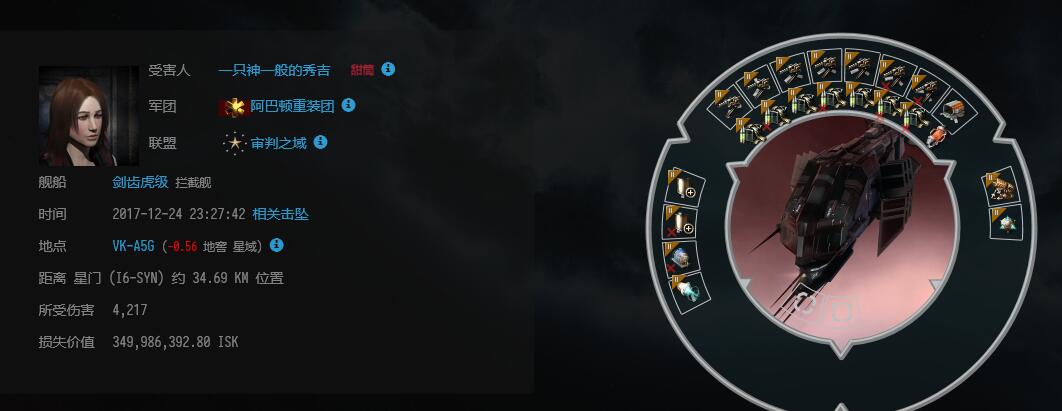 受害人 一只神一般的秀吉 甜筒
军团 阿巴顿重装团
联盟 审判之域
舰船 剑齿虎级 拦截舰
时间 2017-12-24 23:27:42 相关击坠
地点 VK-A5G (-0.56 地窖 星域)
距离 星门 (I6-SYN) 约 34.69 KM 位置
所受伤害 4,217
损失价值 349,986,392.80 ISK